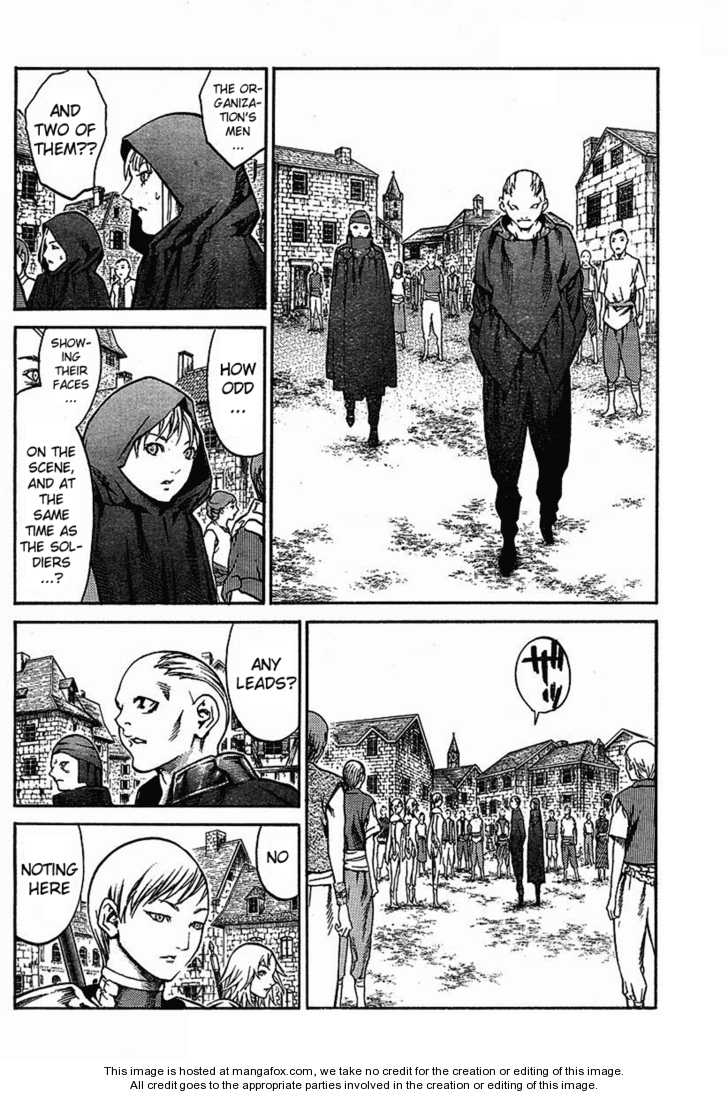 THE OR-
GANIZA-
TION'S
MEN
...
AND
TWO OF
THEM??
HOW
ODD
...
SHOW-
ING
THEIR
FACES
...
ON THE
SCENE,
AND AT
THE
SAME
TIME AS
THE SOL-
DIERS
...?
ザッ
ANY
LEADS?
NO
NOTING
HERE
This image is hosted at mangafox.com, we take no credit for the creation or editing of this image.
All credit goes to the appropriate parties involved in the creation or editing of this image.